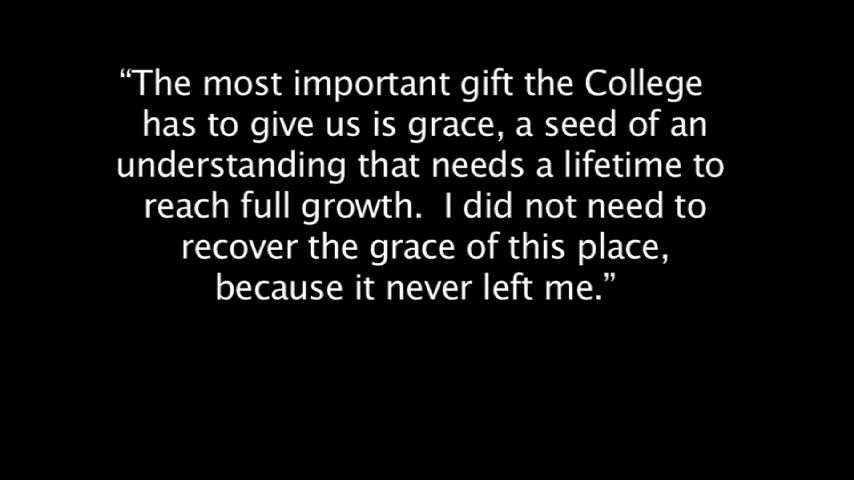 “The most important gift the College
has to give us is grace, a seed of an
understanding that needs a lifetime to
reach full growth.  I did not need to
recover the grace of this place,
because it never left me.”